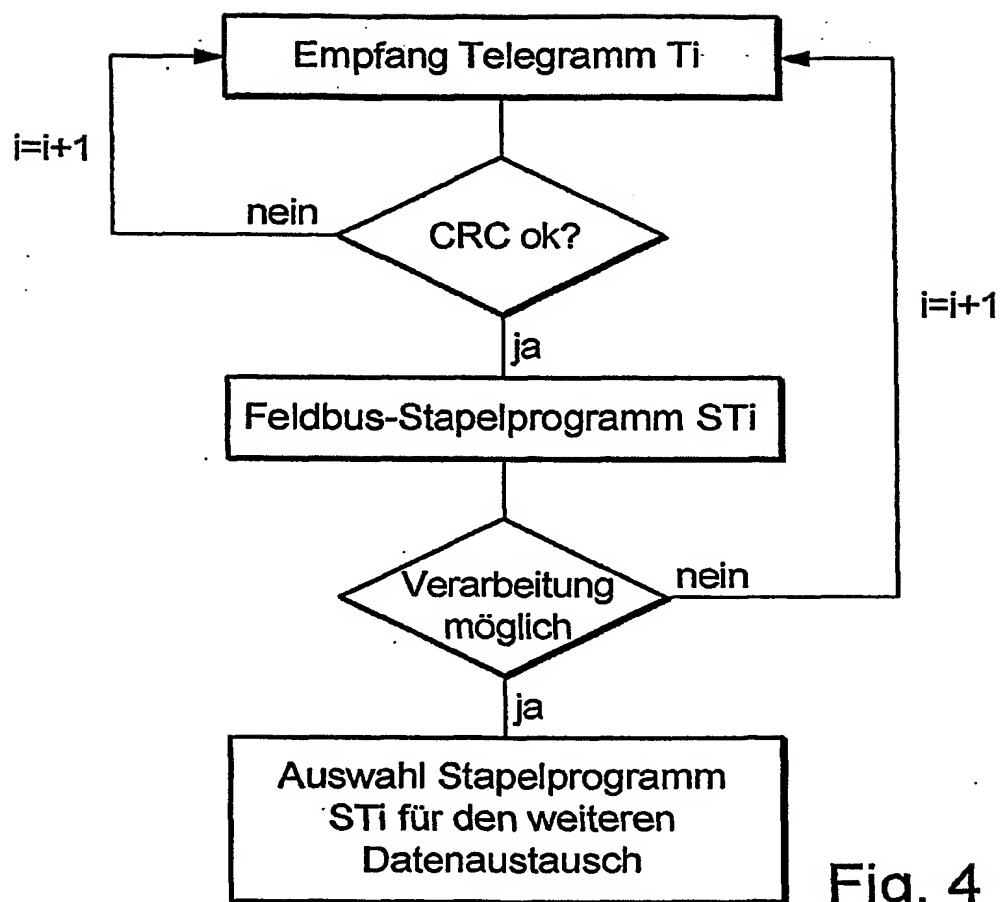 Empfang Telegramm Ti
i=i+1
nein
CRC ok?
i=i+1
ja
Feldbus-Stapelprogramm STi
Verarbeitung
möglich
nein
ja
Auswahl Stapelprogramm
STi für den weiteren
Datenaustausch
Fig. 4